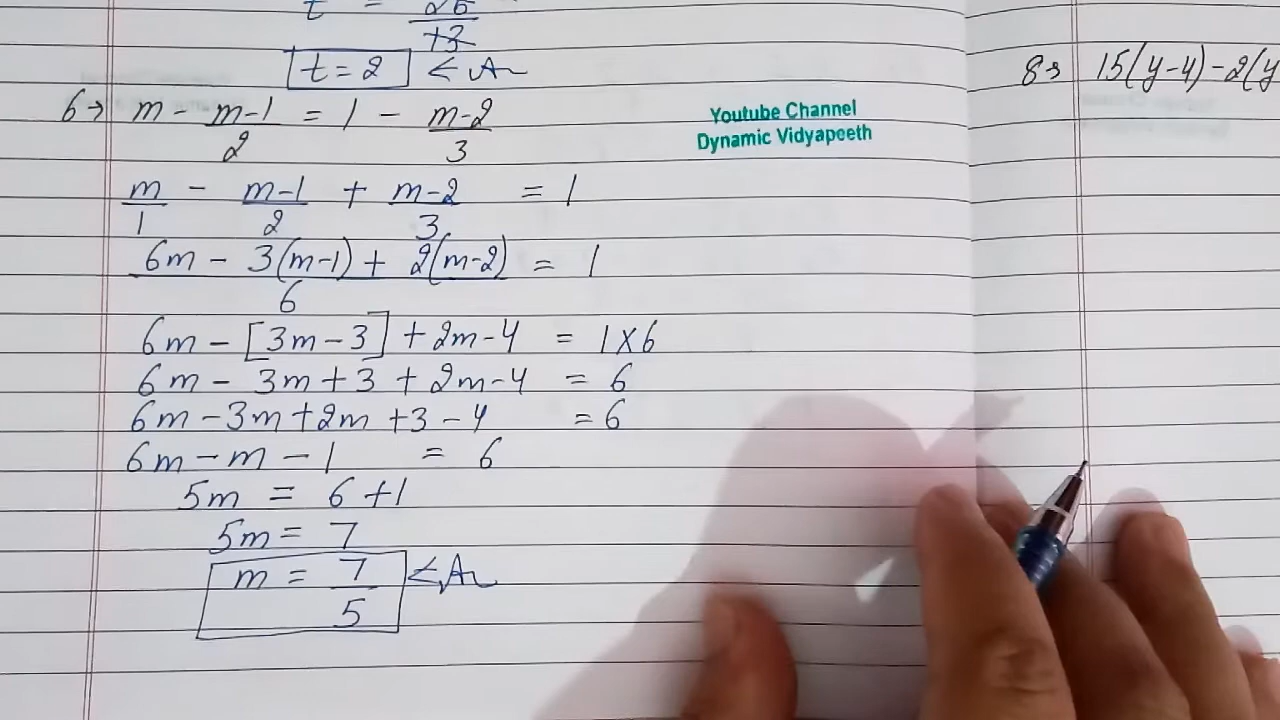 t = 26/+3
t = 2 < An
6→ m - m-1/2 = 1 - m-2/3
m/1 - m-1/2 + m-2/3 = 1
6m - 3(m-1) + 2(m-2)/6 = 1
6m - [3m - 3] + 2m - 4 = 1 × 6
6m - 3m + 3 + 2m - 4 = 6
6m - 3m + 2m + 3 - 4 = 6
6m - m - 1 = 6
5m = 6 + 1
5m = 7
m = 7/5 < An
Youtube Channel
Dynamic Vidyapeeth
8→ 15(y-4) - 2(y